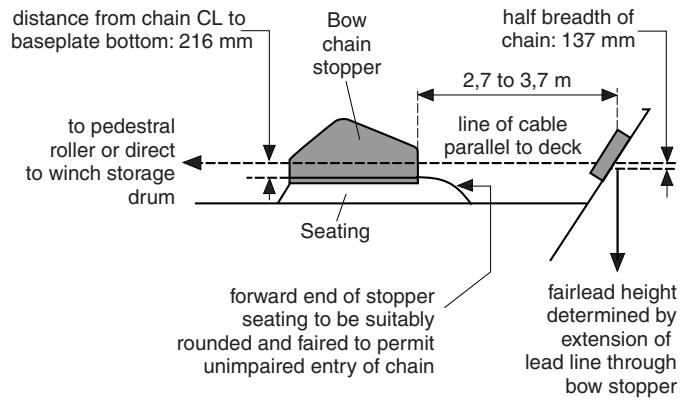 distance from chain CL to
baseplate bottom: 216 mm
Bow
chain
stopper
half breadth of
chain: 137 mm
2,7 to 3,7 m
to pedestral
roller or direct
to winch storage
drum
line of cable
parallel to deck
Seating
forward end of stopper
seating to be suitably
rounded and faired to permit
unimpaired entry of chain
fairlead height
determined by
extension of
lead line through
bow stopper